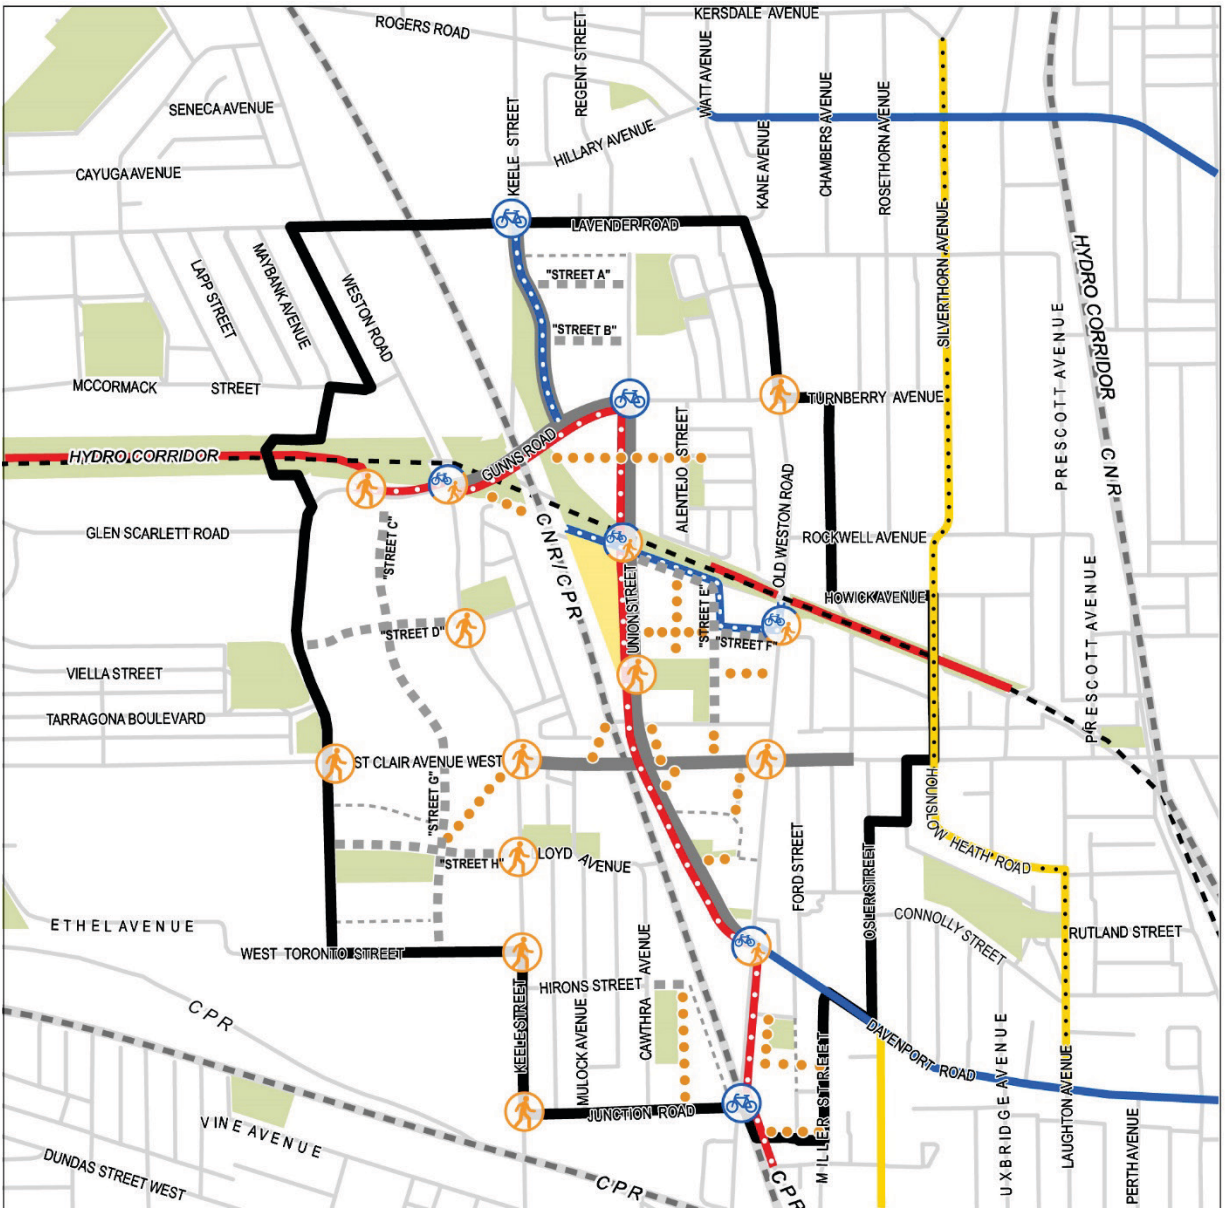 KERSDALE AVENUE
ROGERS ROAD
REGENT STREET
WATT AVENUE
SENECA AVENUE
KEELE STREET
HILLARY AVENUE
KANE AVENUE
CHAMBERS AVENUE
ROSETHORN AVENUE
CAYUGA AVENUE
LAVENDER ROAD
SILVERTHORN AVENUE
HYDRO CORRIDOR
LAPP STREET
MAYBANK AVENUE
WESTON ROAD
"STREET A"
"STREET B"
PRESCOTT AVENUE
MCCORMACK STREET
TURNBERRY AVENUE
HYDRO CORRIDOR
GUNNS ROAD
ALENTEJO STREET
CNR
OLD WESTON ROAD
GLEN SCARLETT ROAD
"STREET C"
CNR/CPR
ROCKWELL AVENUE
UNION STREET
"STREET E"
HOWICK AVENUE
PRESCOTT AVENUE
"STREET D"
"STREET F"
VIELLA STREET
TARRAGONA BOULEVARD
ST CLAIR AVENUE WEST
"STREET G"
HOUNSLOW HEATH ROAD
"STREET H"
LOYD AVENUE
FORD STREET
OSLER STREET
CONNOLLY STREET
ETHEL AVENUE
RUTLAND STREET
WEST TORONTO STREET
HIRONS STREET
CAWTHRA AVENUE
KEELE STREET
MULOCK AVENUE
CPR
DAVENPORT ROAD
MILLER STREET
UXBRIDGE AVENUE
LAUGHTON AVENUE
JUNCTION ROAD
PERTH AVENUE
VINE AVENUE
DUNDAS STREET WEST
CPR
CPR